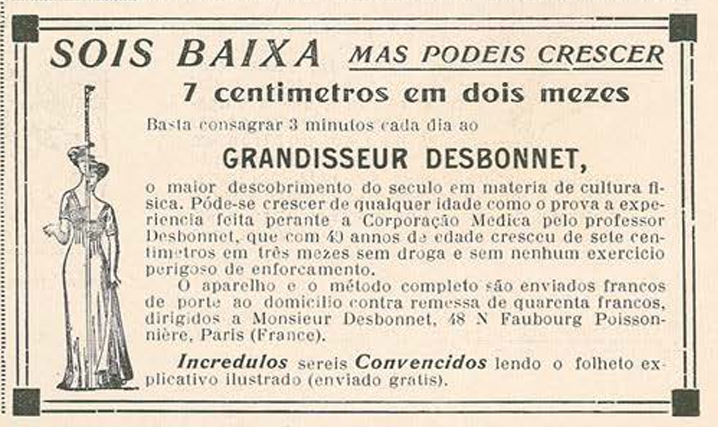 SOIS BAIXA MAS PODEIS CRESCER
7 centimetros em dois mezes
Basta consagrar 3 minutos cada dia ao
GRANDISSEUR DESBONNET,
o maior descobrimento do seculo em materia de cultura fi-
sica. Póde-se crescer de qualquer idade como o prova a expe-
riencia feita perante a Corporação Medica pelo professor
Desbonnet, que com 49 annos de edade cresceu de sete cen-
timetros em três mezes sem droga e sem nenhum exercicio
perigoso de enforcamento.
O aparelho e o método completo são enviados francos
de porte ao domicilio contra remessa de quarenta francos,
dirigidos a Monsieur Desbonnet, 48 N Faubourg Poisson-
nière, Paris (France).
Incredulos sereis Convencidos lendo o folheto ex-
plicativo ilustrado (enviado gratis).